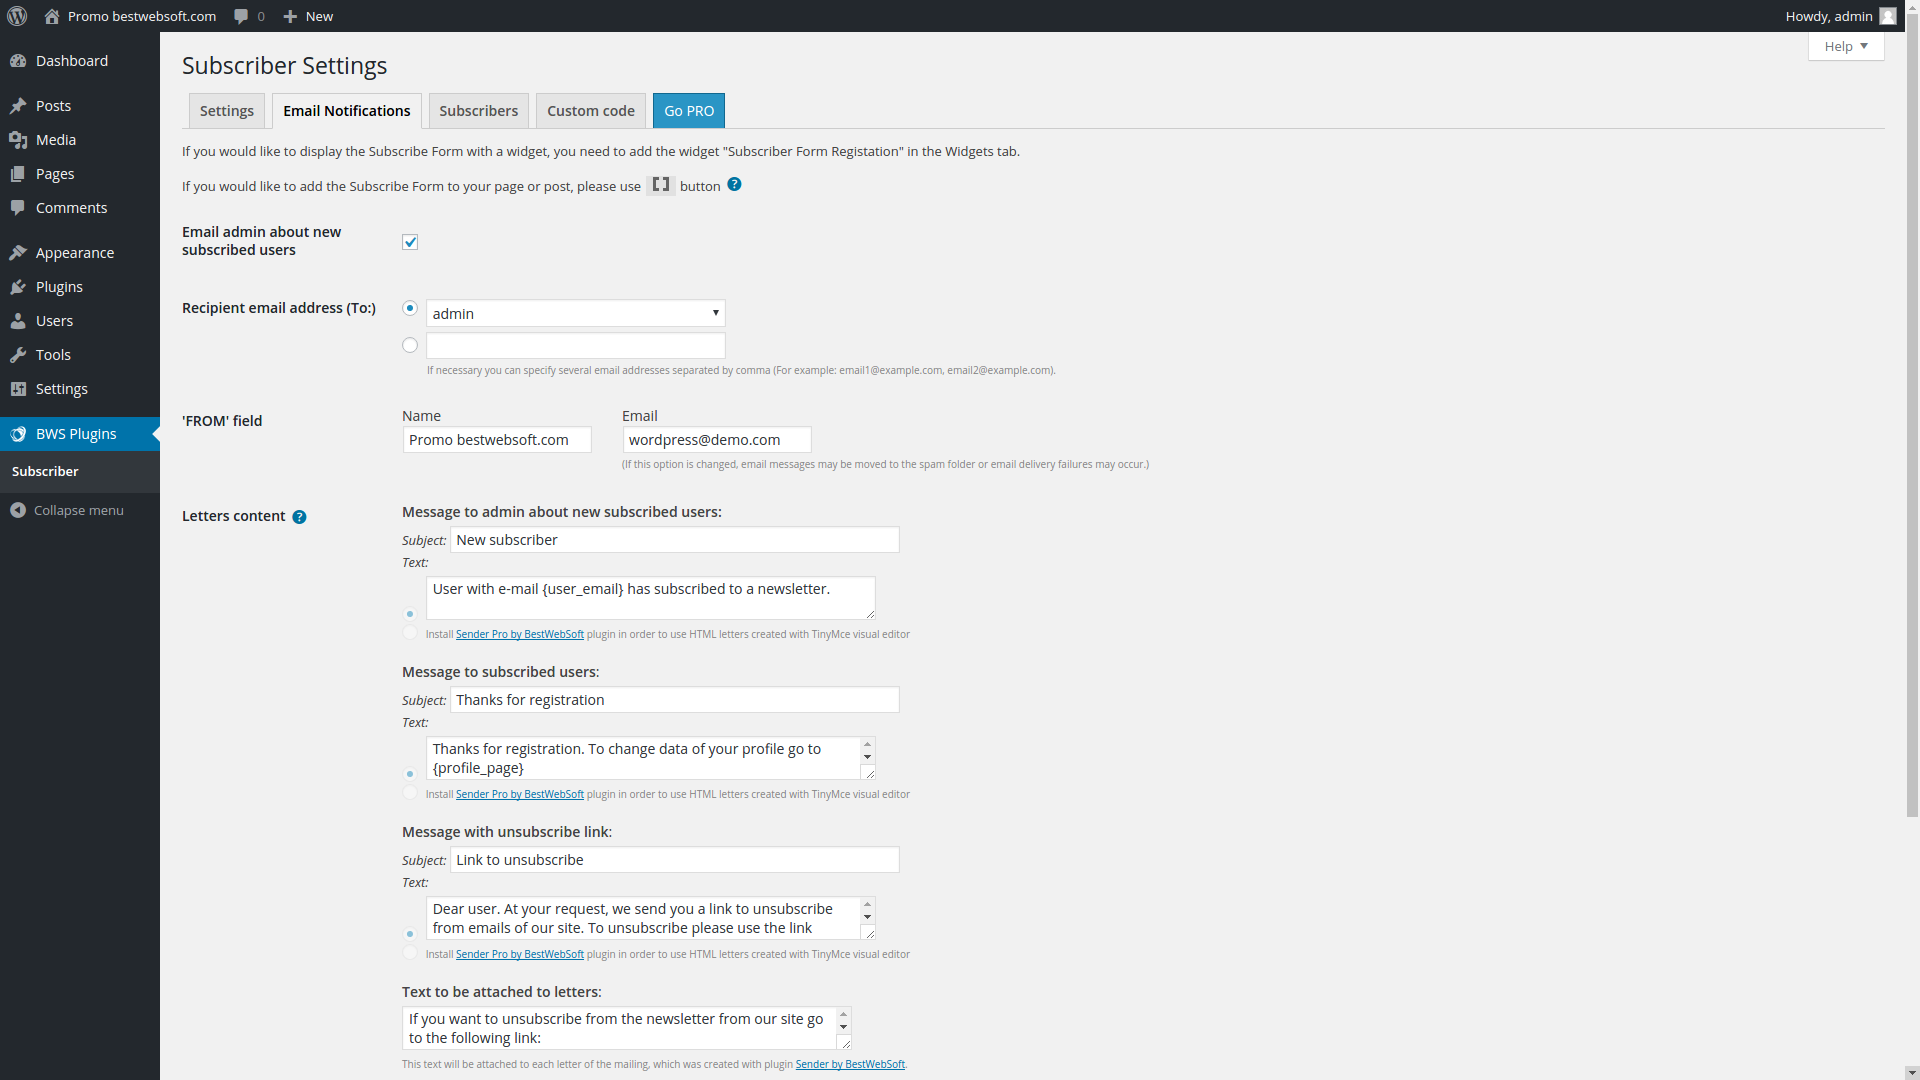 Promo bestwebsoft.com
0
New
Howdy, admin
Help
Dashboard
Posts
Media
Pages
Comments
Appearance
Plugins
Users
Tools
Settings
BWS Plugins
Subscriber
Collapse menu
Subscriber Settings
Settings
Email Notifications
Subscribers
Custom code
Go PRO
If you would like to display the Subscribe Form with a widget, you need to add the widget "Subscriber Form Registation" in the Widgets tab.
If you would like to add the Subscribe Form to your page or post, please use [] button ?
Email admin about new
subscribed users
Recipient email address (To:)
admin
If necessary you can specify several email addresses separated by comma (For example: email1@example.com, email2@example.com).
'FROM' field
Name
Email
Promo bestwebsoft.com
wordpress@demo.com
(If this option is changed, email messages may be moved to the spam folder or email delivery failures may occur.)
Letters content ?
Message to admin about new subscribed users:
Subject: New subscriber
Text:
User with e-mail {user_email} has subscribed to a newsletter.
Install Sender Pro by BestWebSoft plugin in order to use HTML letters created with TinyMce visual editor
Message to subscribed users:
Subject: Thanks for registration
Text:
Thanks for registration. To change data of your profile go to
{profile_page}
Install Sender Pro by BestWebSoft plugin in order to use HTML letters created with TinyMce visual editor
Message with unsubscribe link:
Subject: Link to unsubscribe
Text:
Dear user. At your request, we send you a link to unsubscribe
from emails of our site. To unsubscribe please use the link
Install Sender Pro by BestWebSoft plugin in order to use HTML letters created with TinyMce visual editor
Text to be attached to letters:
If you want to unsubscribe from the newsletter from our site go
to the following link:
This text will be attached to each letter of the mailing, which was created with plugin Sender by BestWebSoft.